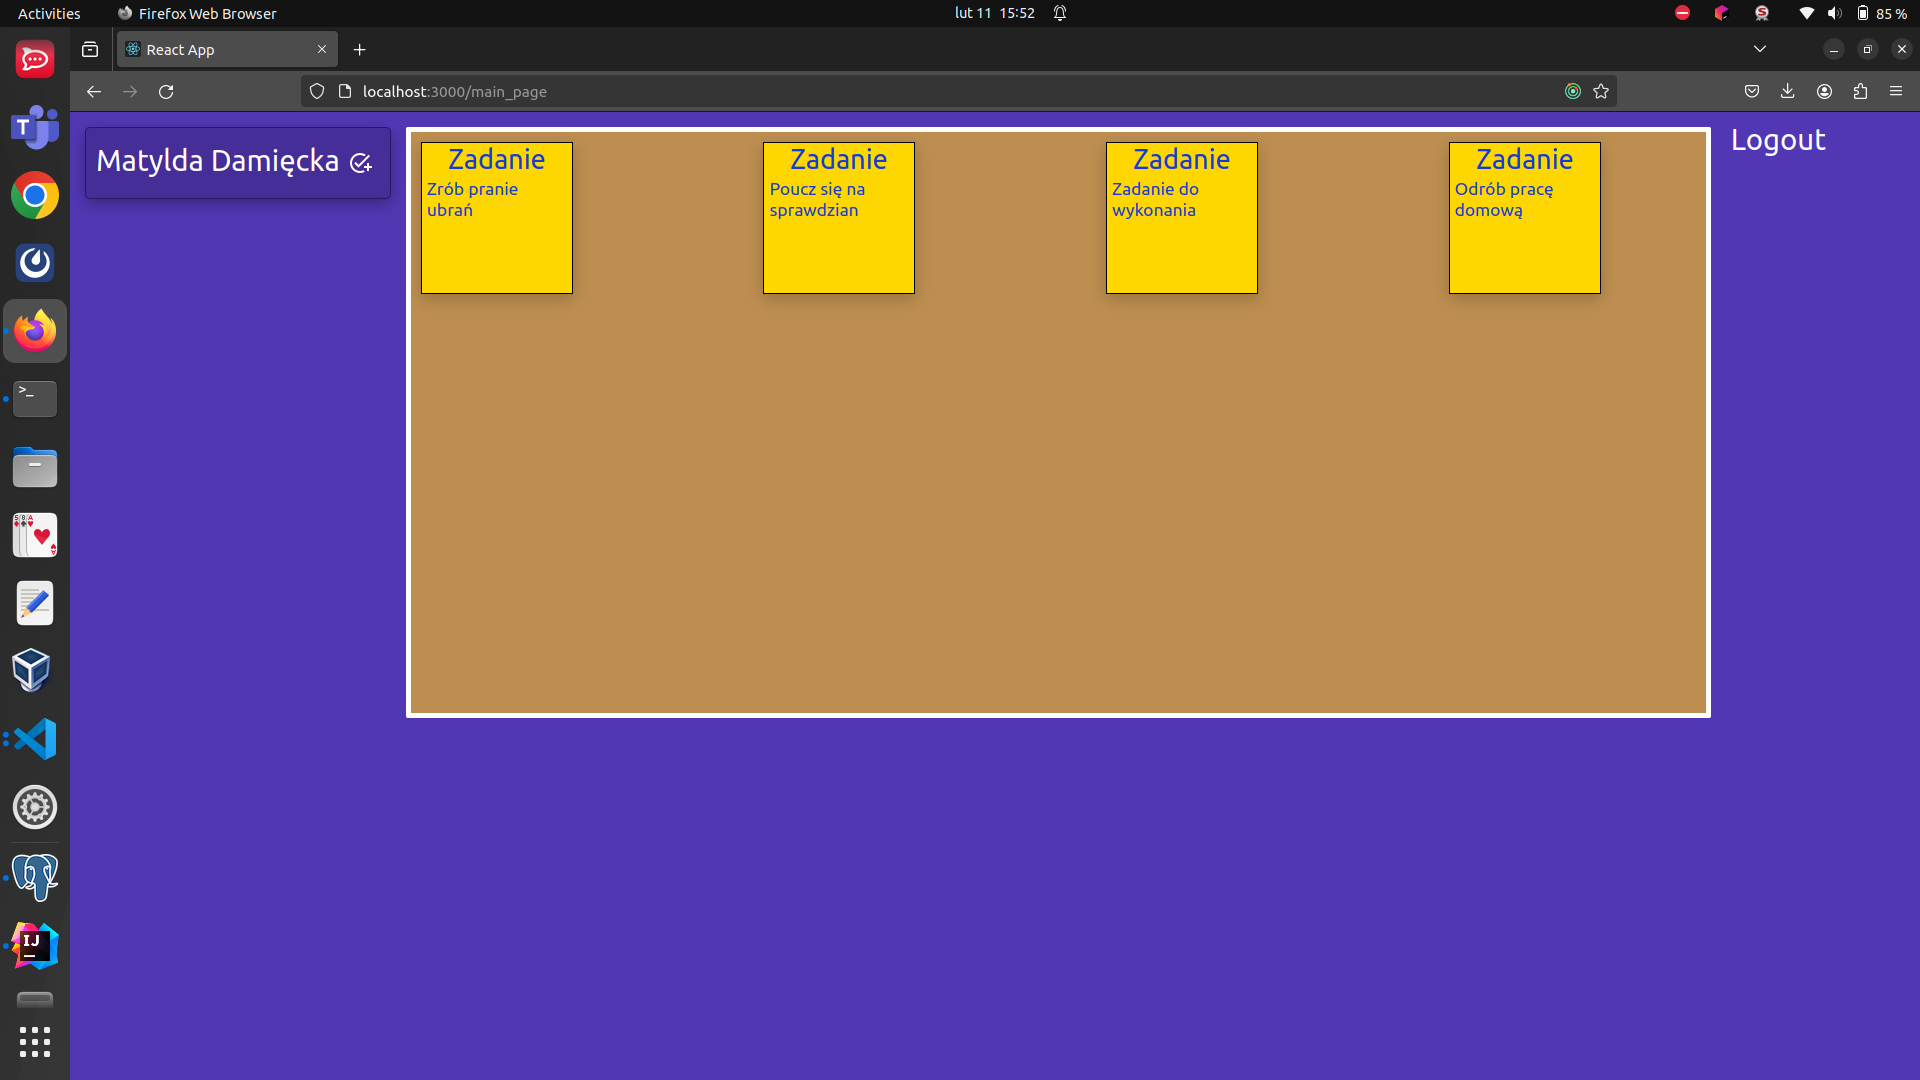 Activities
Firefox Web Browser
lut 11 15:52
85 %
React App
localhost:3000/main_page
Matylda Damięcka
Zadanie
Zrób pranie
ubrań
Zadanie
Poucz się na
sprawdzian
Zadanie
Zadanie do
wykonania
Zadanie
Odrób pracę
domową
Logout
T
>_
IJ